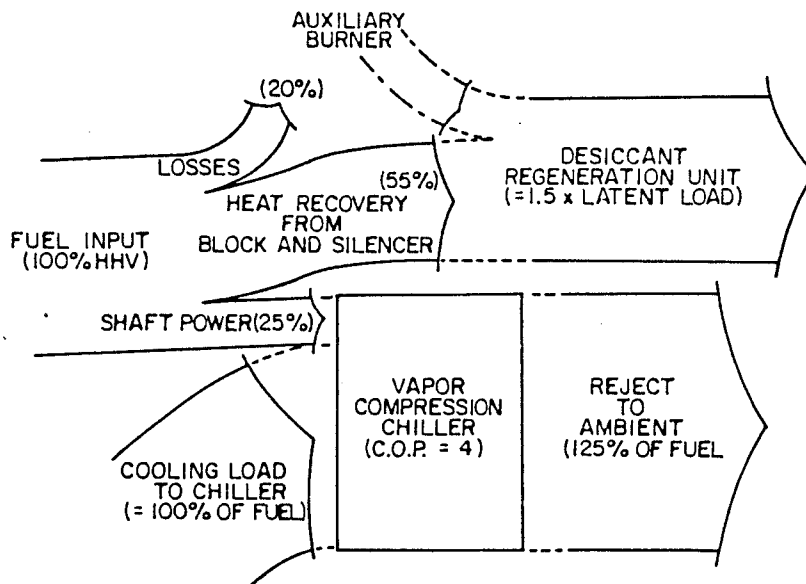 AUXILIARY
BURNER
(20%)
LOSSES
(55%)
HEAT RECOVERY
FROM
BLOCK AND SILENCER
DESICCANT
REGENERATION UNIT
(=1.5 x LATENT LOAD)
FUEL INPUT
(100% HHV)
SHAFT POWER (25%)
VAPOR
COMPRESSION
CHILLER
(C.O.P. = 4)
REJECT
TO
AMBIENT
(125% OF FUEL
COOLING LOAD
TO CHILLER
(= 100% OF FUEL)